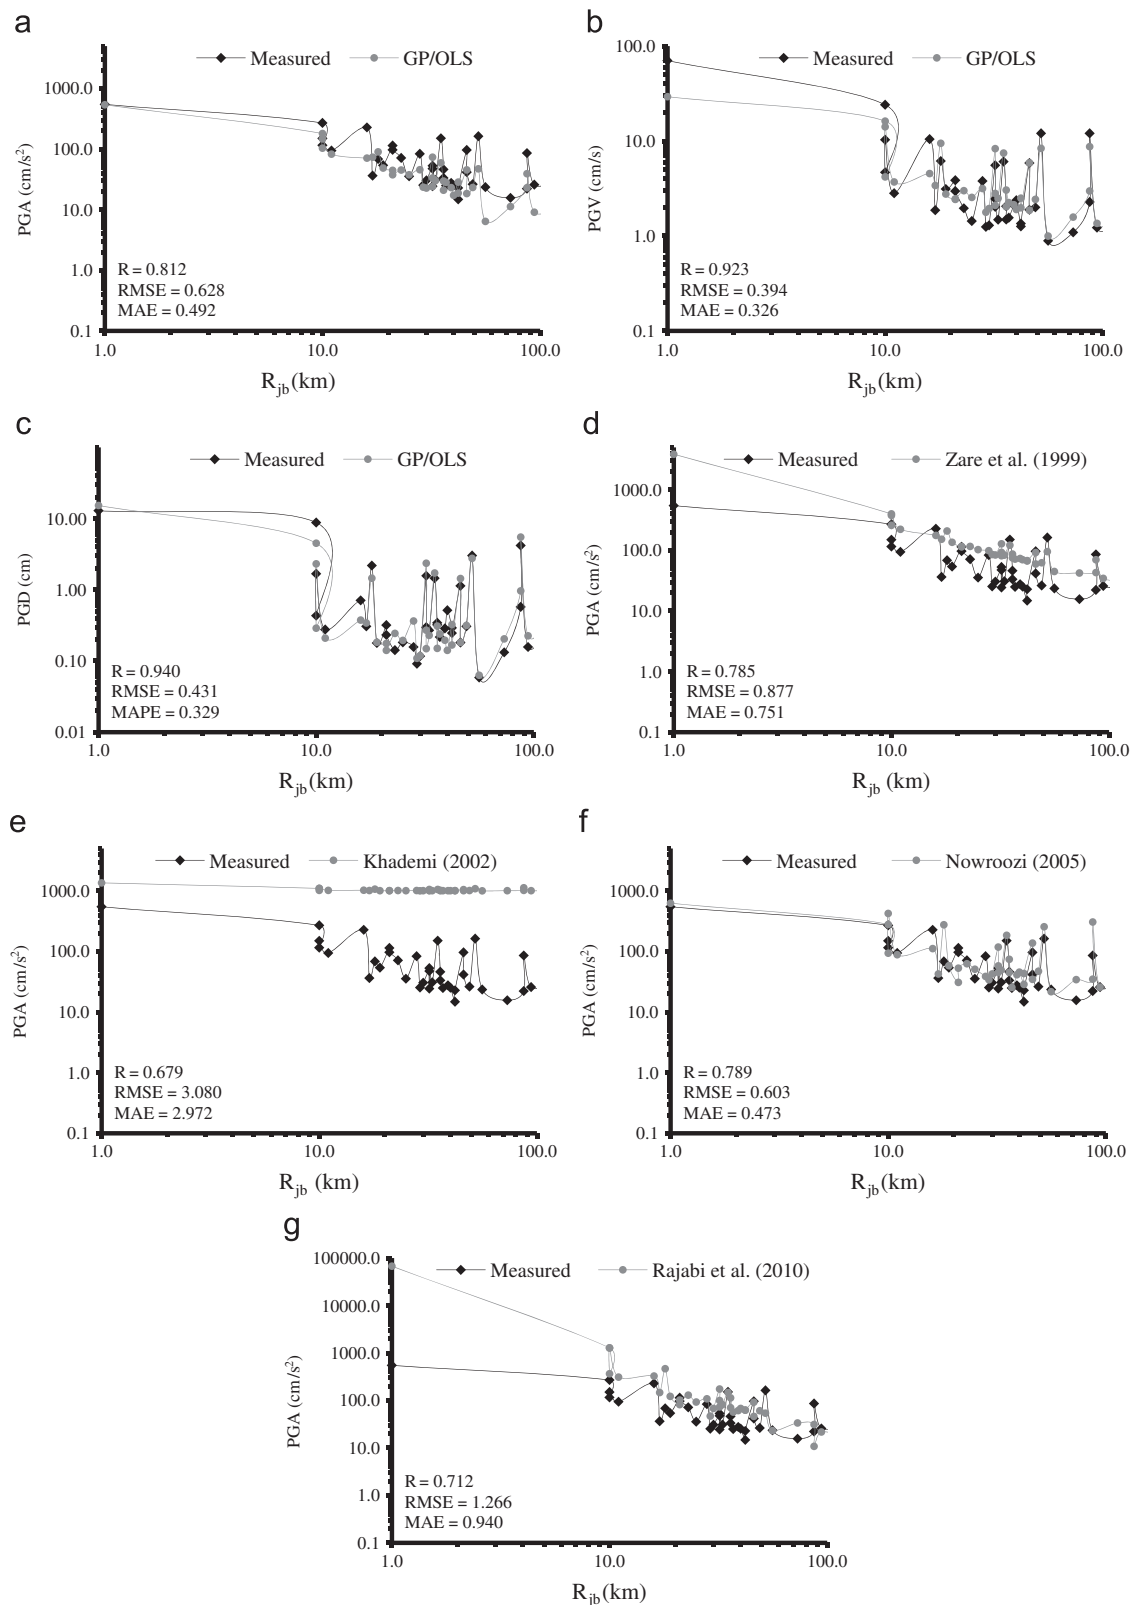 a
Measured GP/OLS
1000.0
100.0
10.0
1.0
0.1
PGA (cm/s²)
R = 0.812
RMSE = 0.628
MAE = 0.492
1.0 10.0 100.0
Rjb(km)
b
Measured GP/OLS
100.0
10.0
1.0
0.1
PGV (cm/s)
R = 0.923
RMSE = 0.394
MAE = 0.326
1.0 10.0 100.0
Rjb(km)
c
Measured GP/OLS
10.00
1.00
0.10
0.01
PGD (cm)
R = 0.940
RMSE = 0.431
MAPE = 0.329
1.0 10.0 100.0
Rjb(km)
d
Measured Zare et al. (1999)
1000.0
100.0
10.0
1.0
0.1
PGA (cm/s²)
R = 0.785
RMSE = 0.877
MAE = 0.751
1.0 10.0 100.0
Rjb(km)
e
Measured Khademi (2002)
1000.0
100.0
10.0
1.0
0.1
PGA (cm/s²)
R = 0.679
RMSE = 3.080
MAE = 2.972
1.0 10.0 100.0
Rjb (km)
f
Measured Nowroozi (2005)
1000.0
100.0
10.0
1.0
0.1
PGA (cm/s²)
R = 0.789
RMSE = 0.603
MAE = 0.473
1.0 10.0 100.0
Rjb(km)
g
Measured Rajabi et al. (2010)
100000.0
10000.0
1000.0
100.0
10.0
1.0
0.1
PGA (cm/s²)
R = 0.712
RMSE = 1.266
MAE = 0.940
1.0 10.0 100.0
Rjb(km)